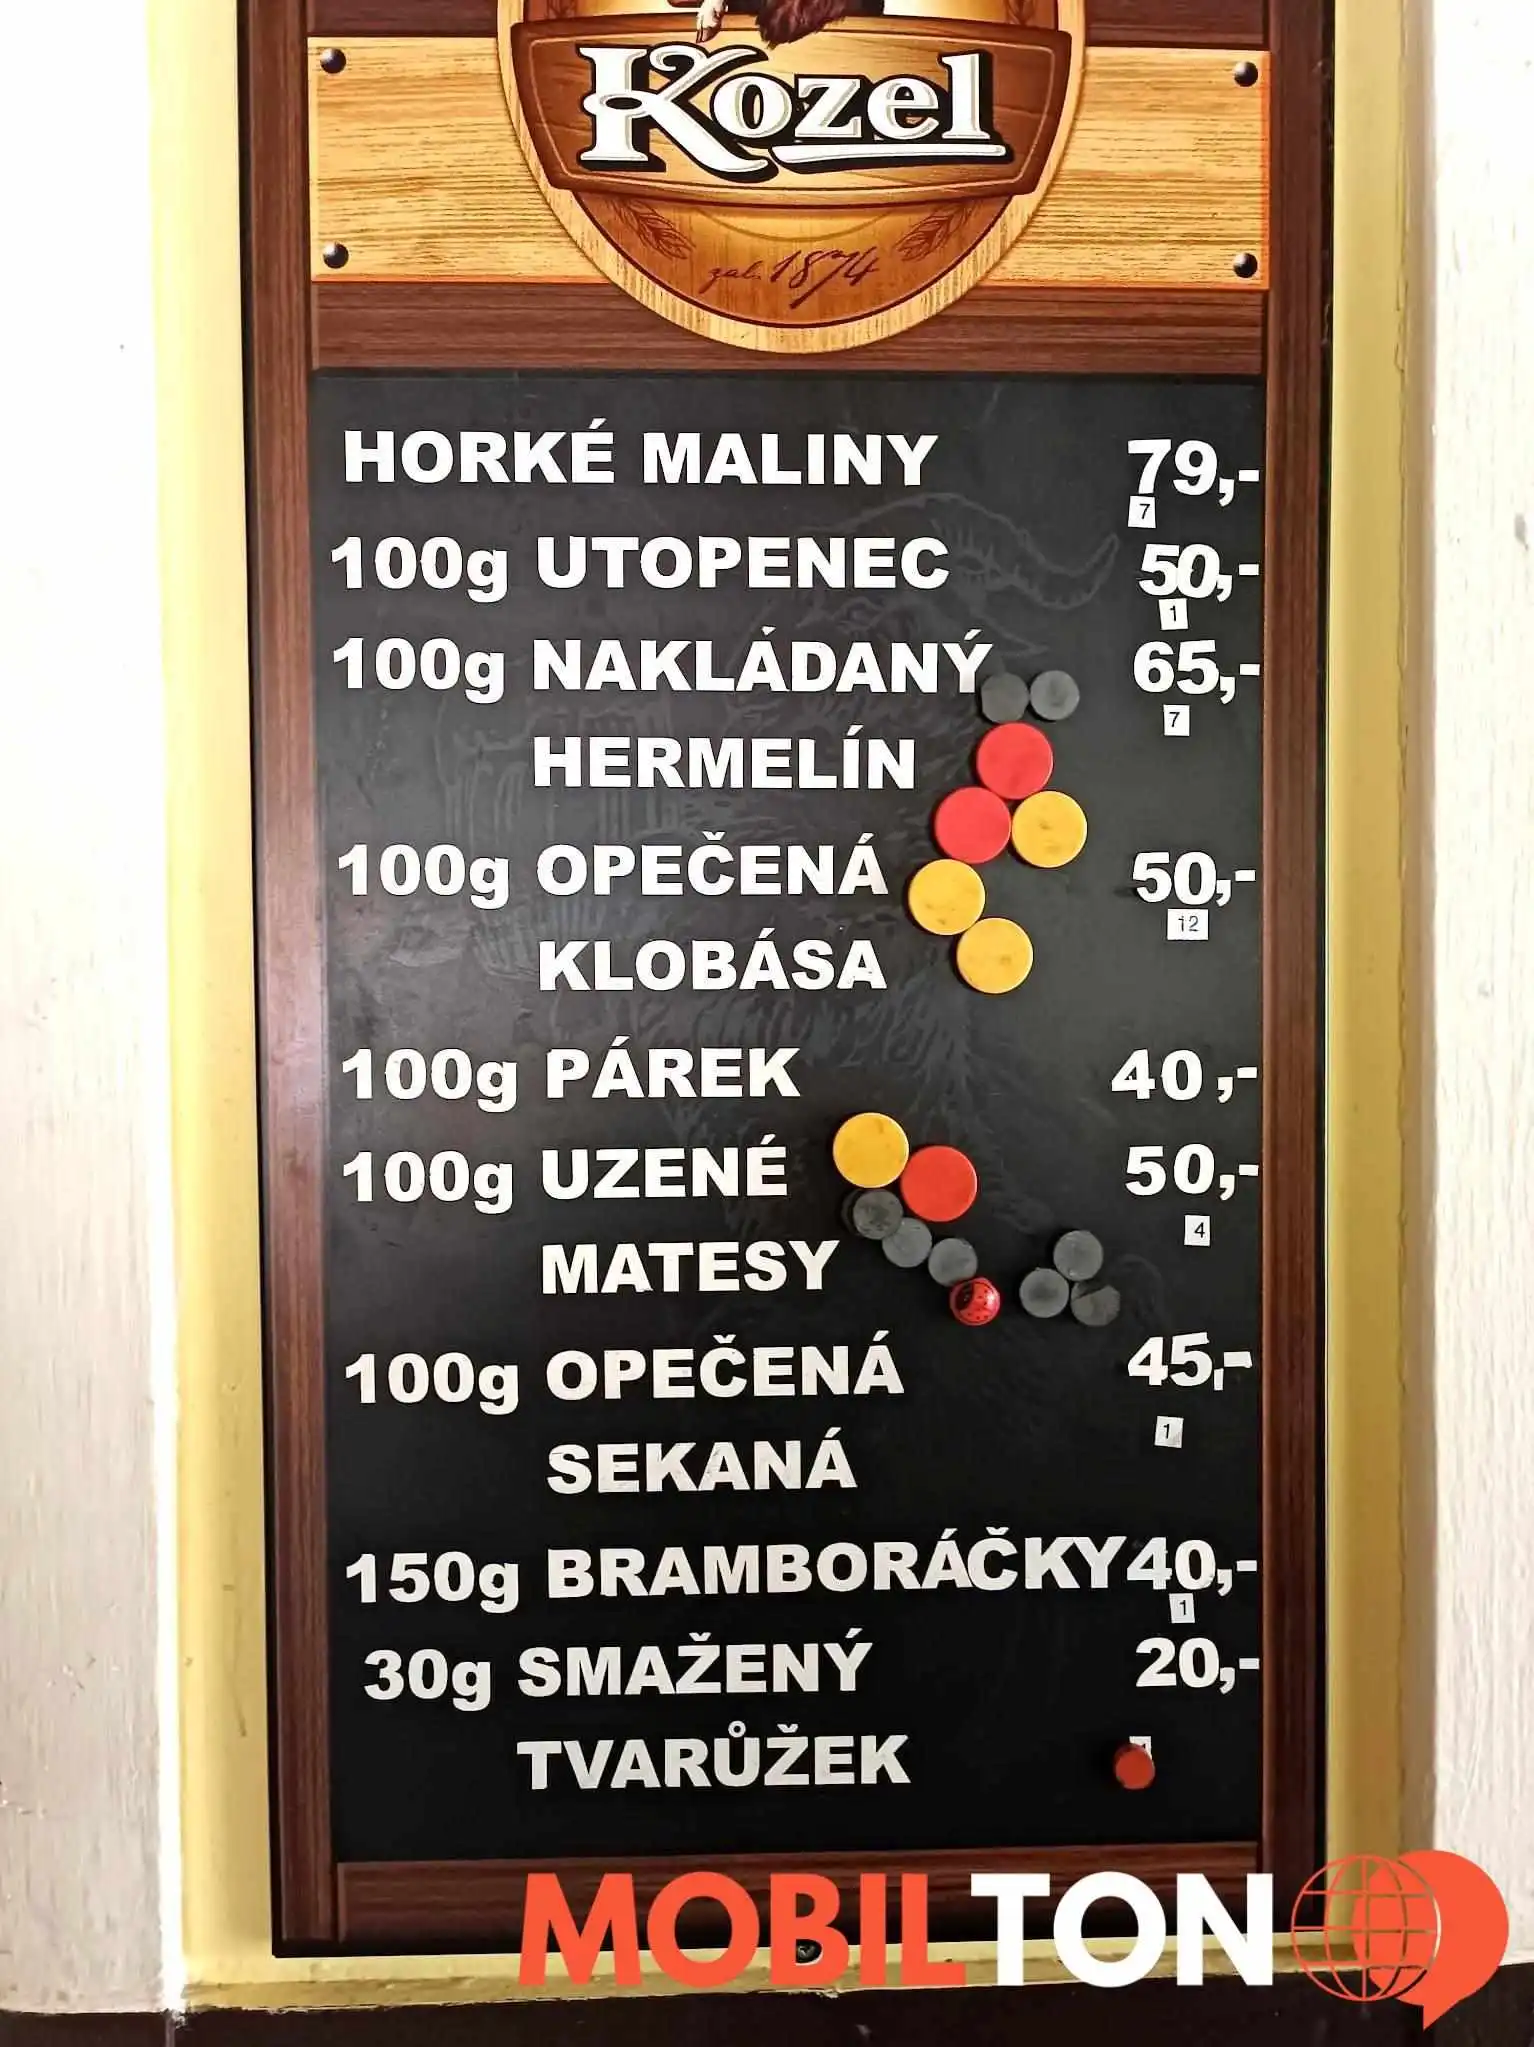 Kozel
zal. 1874
HORKÉ MALINY 79,-
7
100g UTOPENEC 50,-
1
100g NAKLÁDANÝ 65,-
7
HERMELÍN
100g OPEČENÁ 50,-
12
KLOBÁSA
100g PÁREK 40,-
100g UZENÉ 50,-
4
MATESY
100g OPEČENÁ 45,-
1
SEKANÁ
150g BRAMBORÁČKY 40,-
1
30g SMAŽENÝ 20,-
TVARŮŽEK
MOBILTON